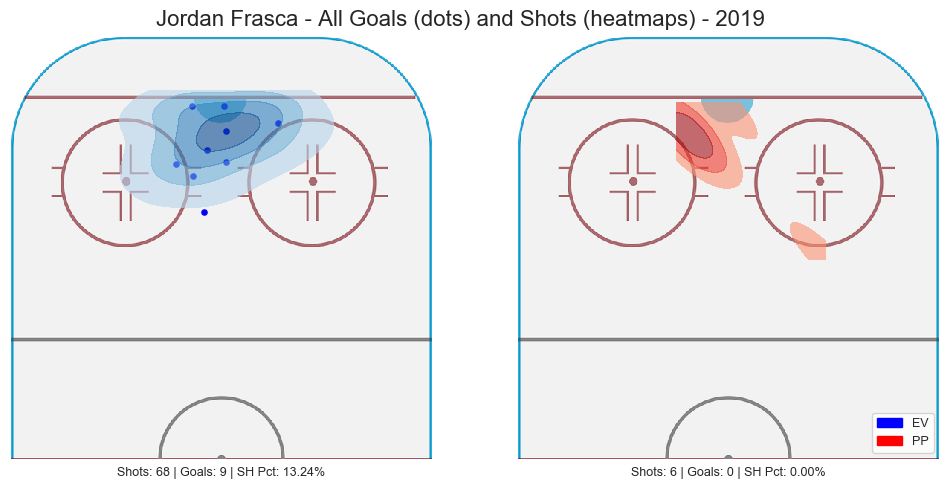 Jordan Frasca - All Goals (dots) and Shots (heatmaps) - 2019
EV
PP
Shots: 68 | Goals: 9 | SH Pct: 13.24%
Shots: 6 | Goals: 0 | SH Pct: 0.00%